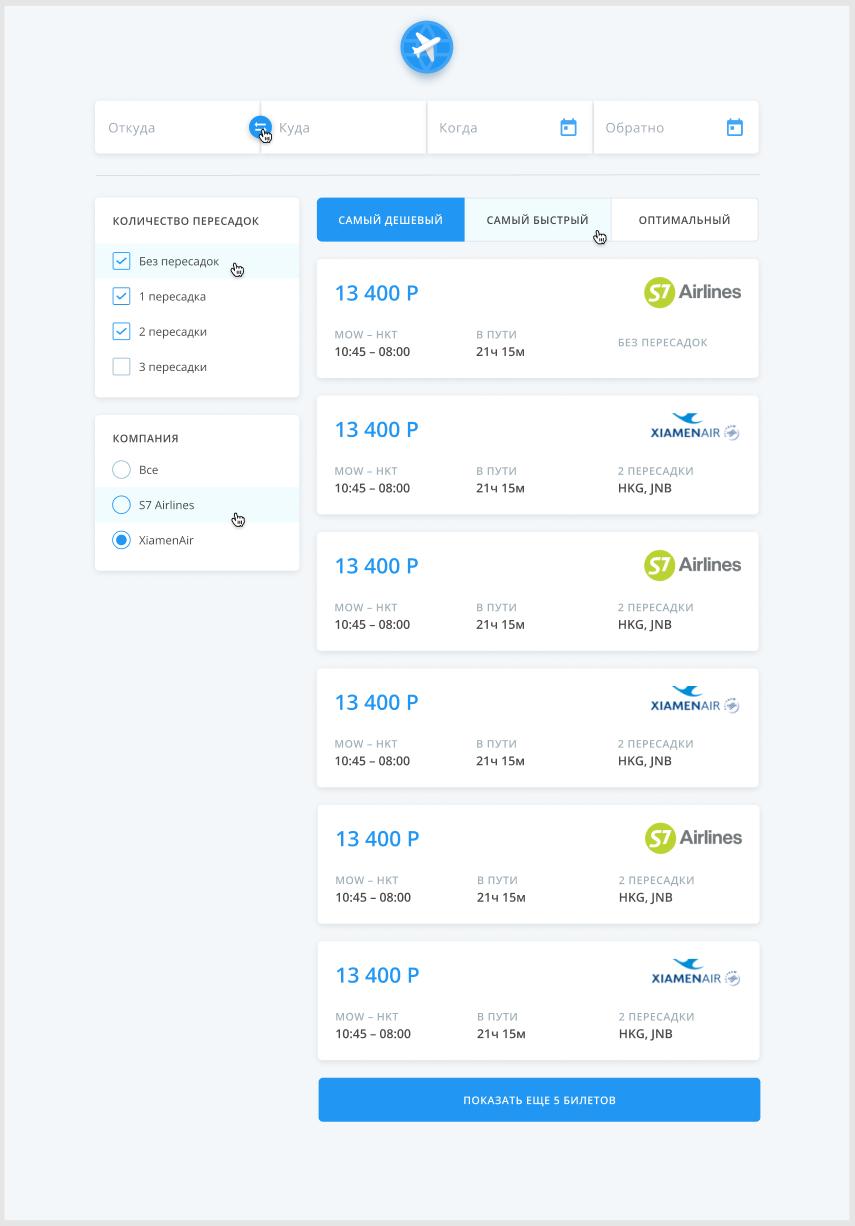 Откуда
Куда
Когда
Обратно
КОЛИЧЕСТВО ПЕРЕСАДОК
Без пересадок
1 пересадка
2 пересадки
3 пересадки
КОМПАНИЯ
Все
S7 Airlines
XiamenAir
САМЫЙ ДЕШЕВЫЙ
САМЫЙ БЫСТРЫЙ
ОПТИМАЛЬНЫЙ
13 400 Р
S7 Airlines
MOW – HKT
В ПУТИ
БЕЗ ПЕРЕСАДОК
10:45 – 08:00
21ч 15м
13 400 Р
XIAMENAIR
MOW – HKT
В ПУТИ
2 ПЕРЕСАДКИ
10:45 – 08:00
21ч 15м
HKG, JNB
13 400 Р
S7 Airlines
MOW – HKT
В ПУТИ
2 ПЕРЕСАДКИ
10:45 – 08:00
21ч 15м
HKG, JNB
13 400 Р
XIAMENAIR
MOW – HKT
В ПУТИ
2 ПЕРЕСАДКИ
10:45 – 08:00
21ч 15м
HKG, JNB
13 400 Р
S7 Airlines
MOW – HKT
В ПУТИ
2 ПЕРЕСАДКИ
10:45 – 08:00
21ч 15м
HKG, JNB
13 400 Р
XIAMENAIR
MOW – HKT
В ПУТИ
2 ПЕРЕСАДКИ
10:45 – 08:00
21ч 15м
HKG, JNB
ПОКАЗАТЬ ЕЩЕ 5 БИЛЕТОВ